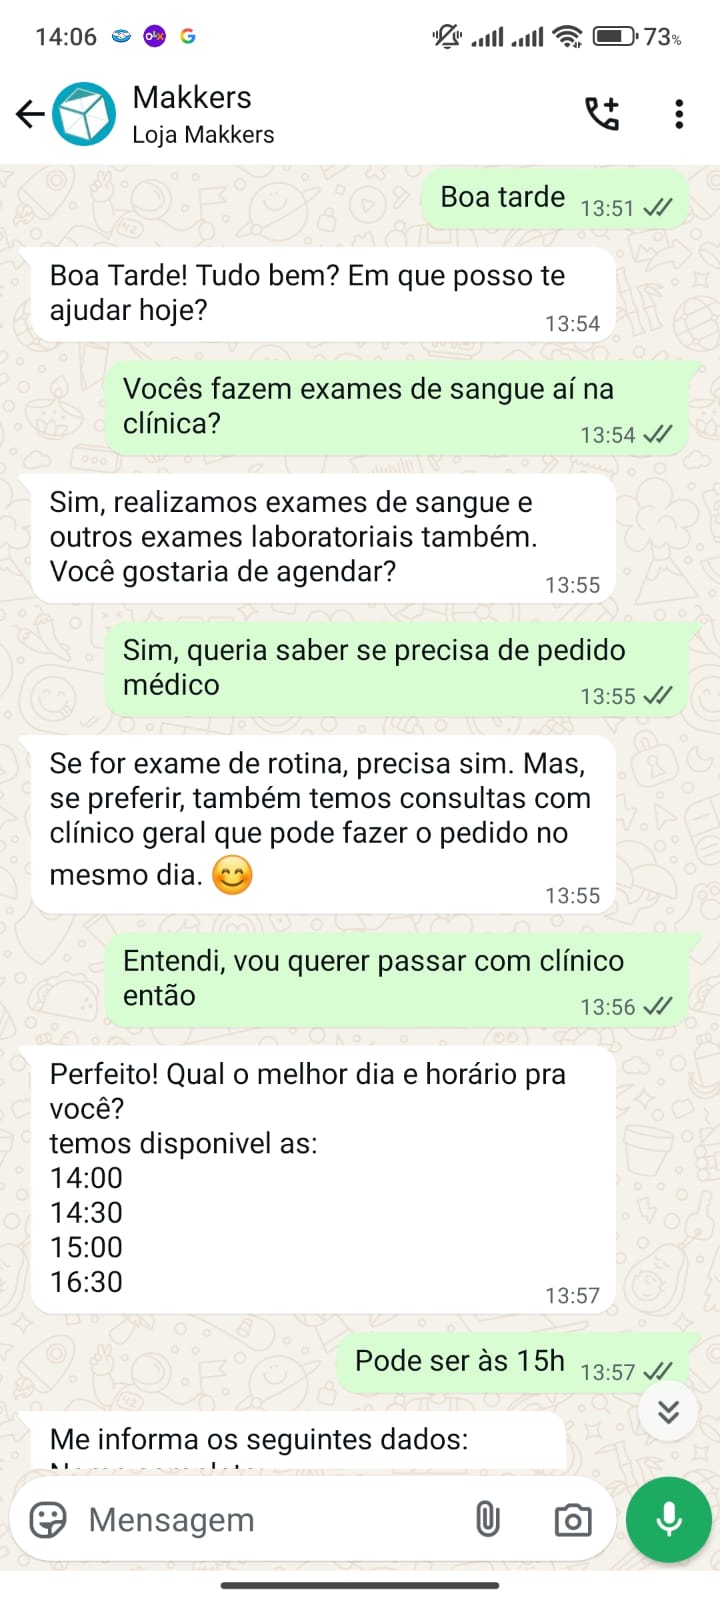 14:06
OLX
G
73%
Makkers
Loja Makkers
Boa tarde
13:51
Boa Tarde! Tudo bem? Em que posso te
ajudar hoje?
13:54
Vocês fazem exames de sangue aí na
clínica?
13:54
Sim, realizamos exames de sangue e
outros exames laboratoriais também.
Você gostaria de agendar?
13:55
Sim, queria saber se precisa de pedido
médico
13:55
Se for exame de rotina, precisa sim. Mas,
se preferir, também temos consultas com
clínico geral que pode fazer o pedido no
mesmo dia. 😊
13:55
Entendi, vou querer passar com clínico
então
13:56
Perfeito! Qual o melhor dia e horário pra
você?
temos disponivel as:
14:00
14:30
15:00
16:30
13:57
Pode ser às 15h
13:57
Me informa os seguintes dados:
Mensagem